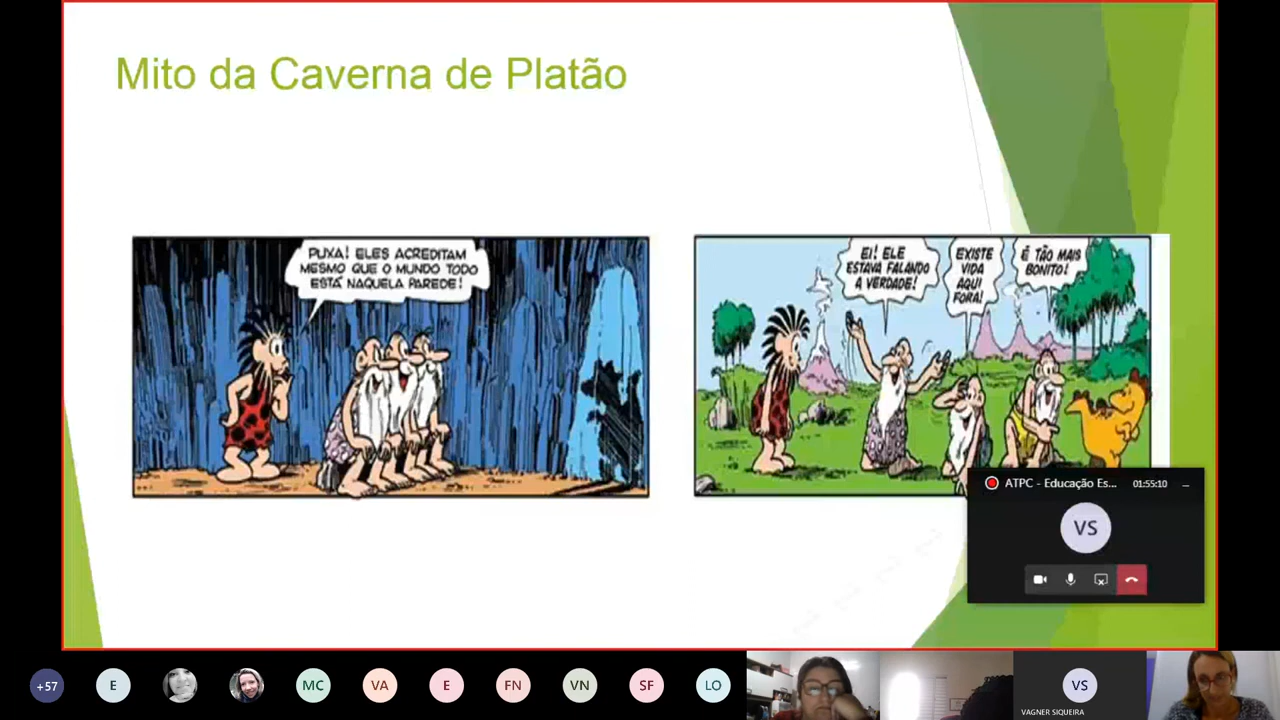 Mito da Caverna de Platão
PUXA! ELES ACREDITAM
MESMO QUE O MUNDO TODO
ESTÁ NAQUELA PAREDE!
EI! ELE
ESTAVA FALANDO
A VERDADE!
EXISTE
VIDA
AQUI
FORA!
É TÃO MAIS
BONITO!
ATPC - Educação Es... 01:55:10
VS
+57 E MC VA E FN VN SF LO VS
VAGNER SIQUEIRA